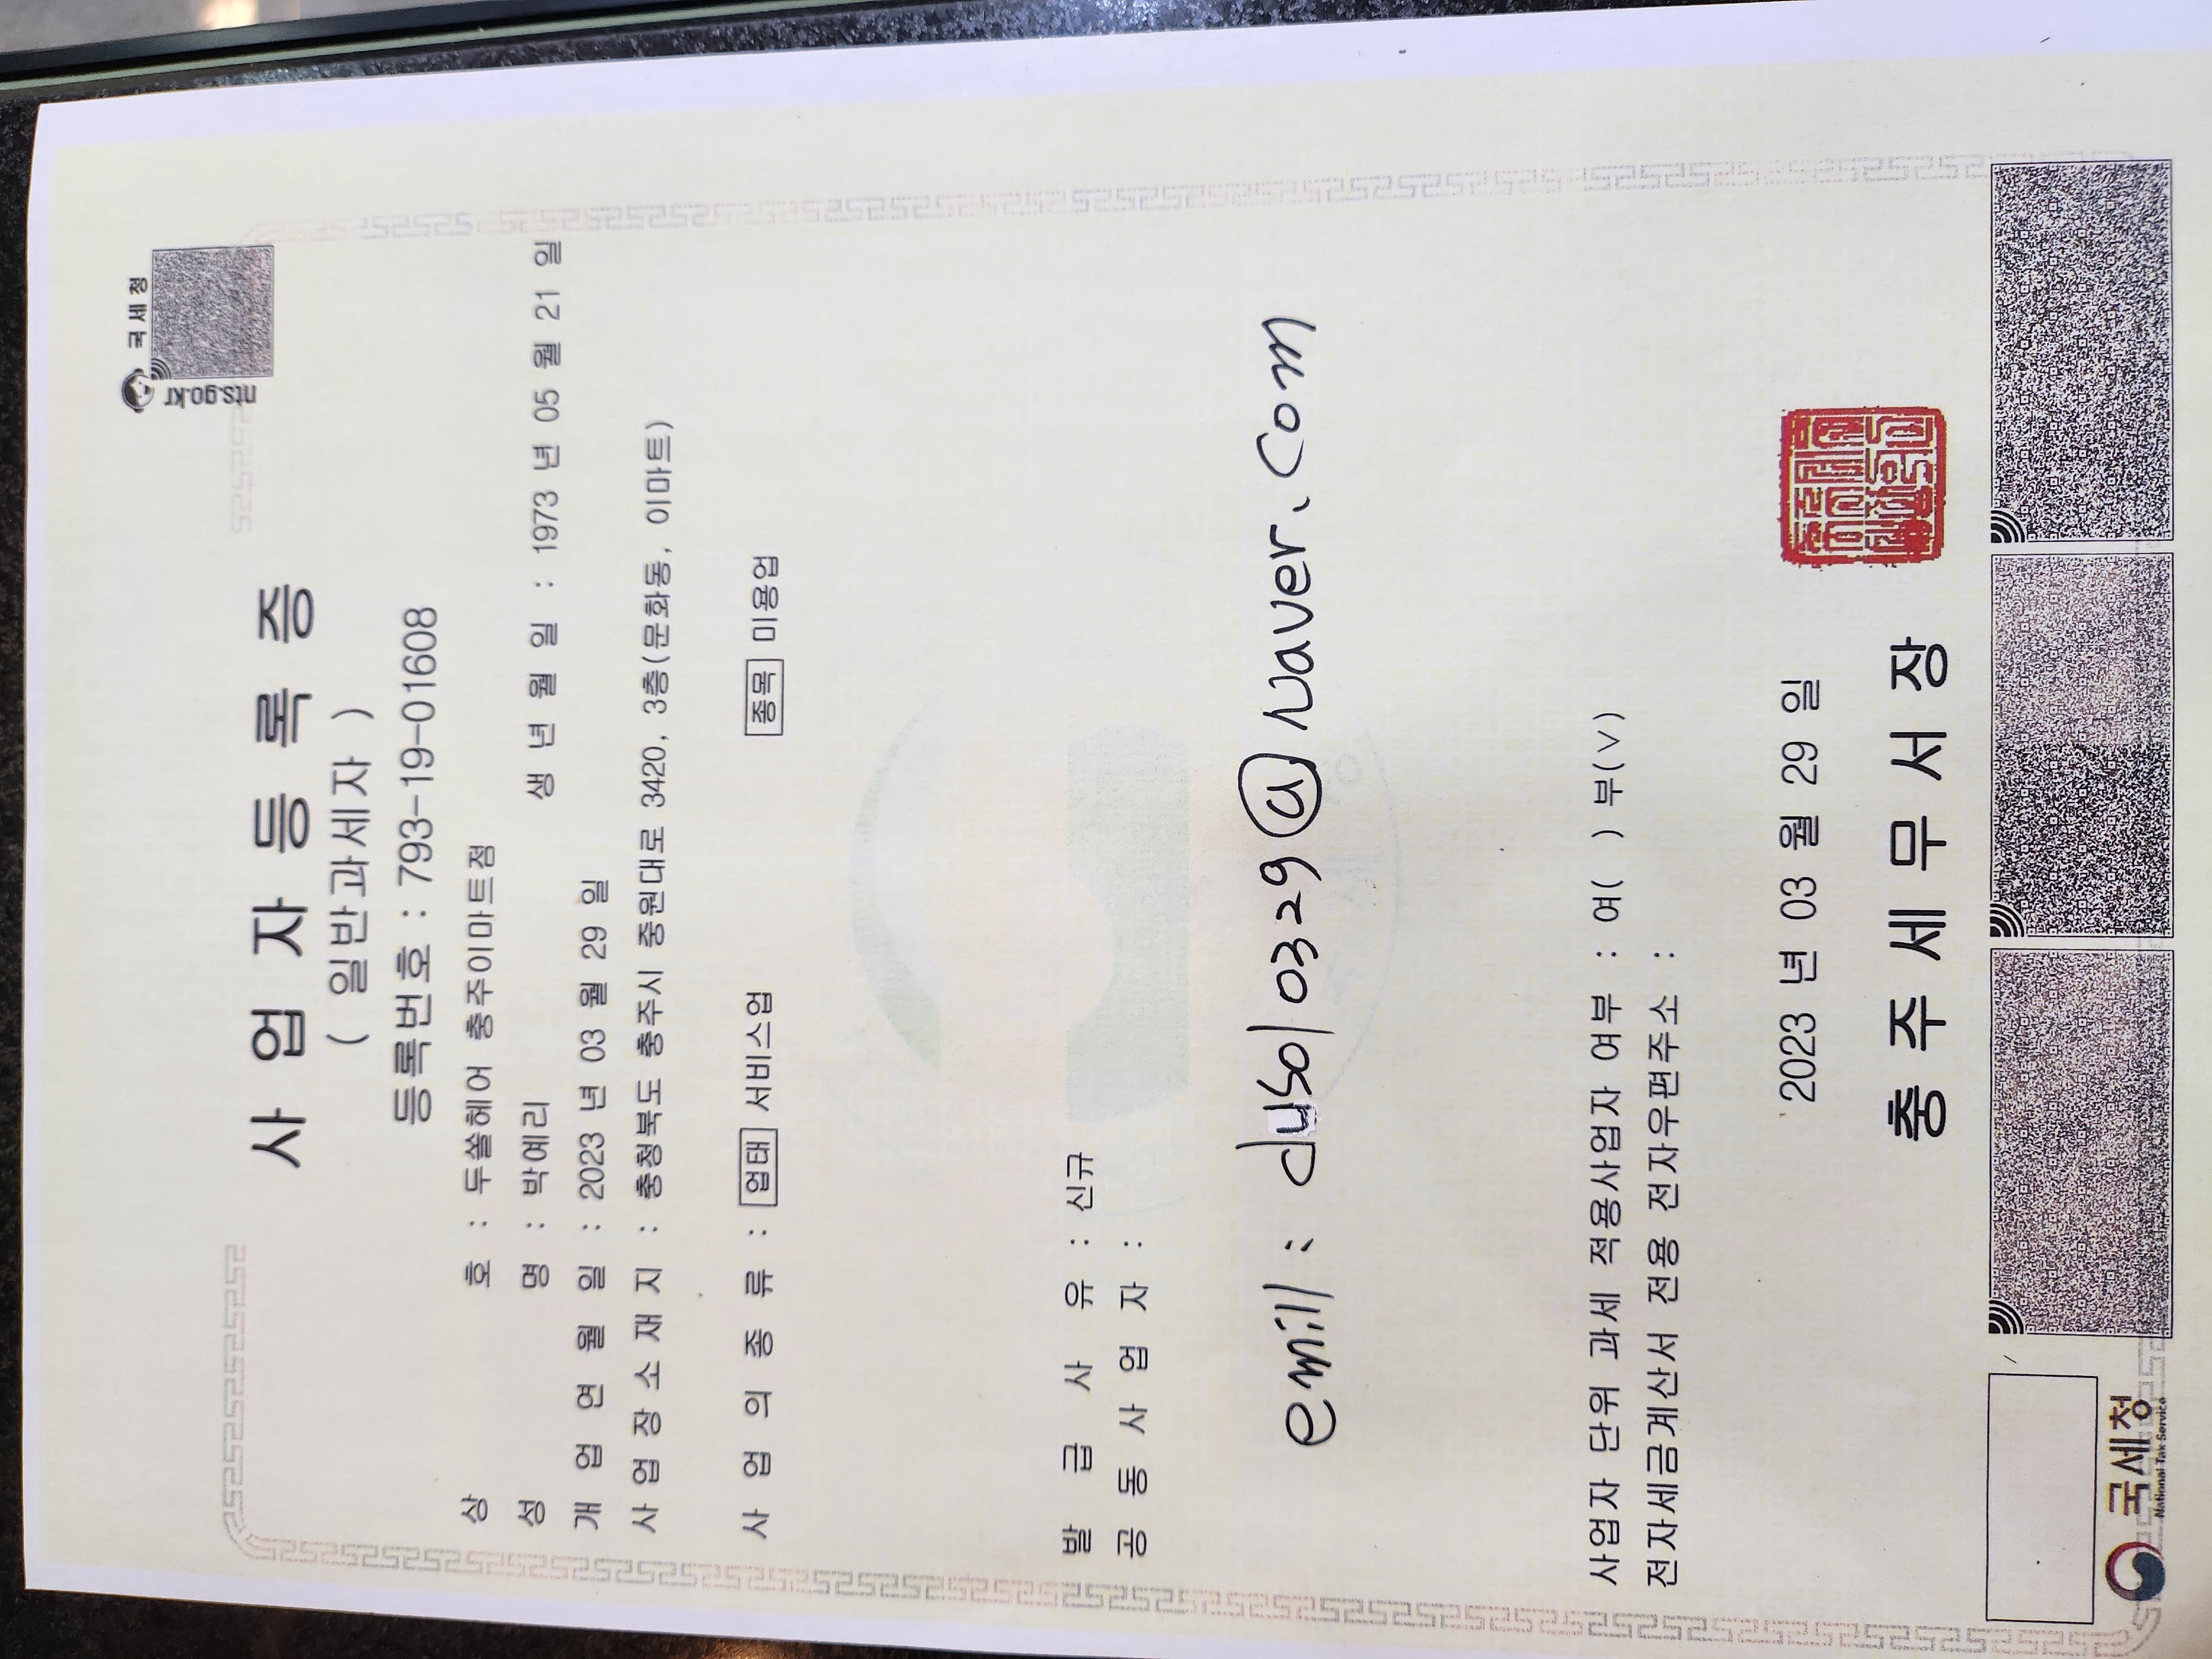 국세청
nts.go.kr
사업자등록증
( 일반과세자 )
등록번호 : 793-19-01608
상 호 : 두쏠헤어 충주이마트점
성 명 : 박예리 생 년 월 일 : 1973 년 05 월 21 일
개 업 연 월 일 : 2023 년 03 월 29 일
사 업 장 소 재 지 : 충청북도 충주시 중원대로 3420, 3층(문화동, 이마트)
사 업 의 종 류 : 업태 서비스업 종목 미용업
발 급 사 유 : 신규
공 동 사 업 자 :
emill : dusol0329@naver.com
사업자 단위 과세 적용사업자 여부 : 여( ) 부(∨)
전자세금계산서 전용 전자우편주소 :
2023 년 03 월 29 일
충 주 세 무 서 장
국세청
National Tax Service